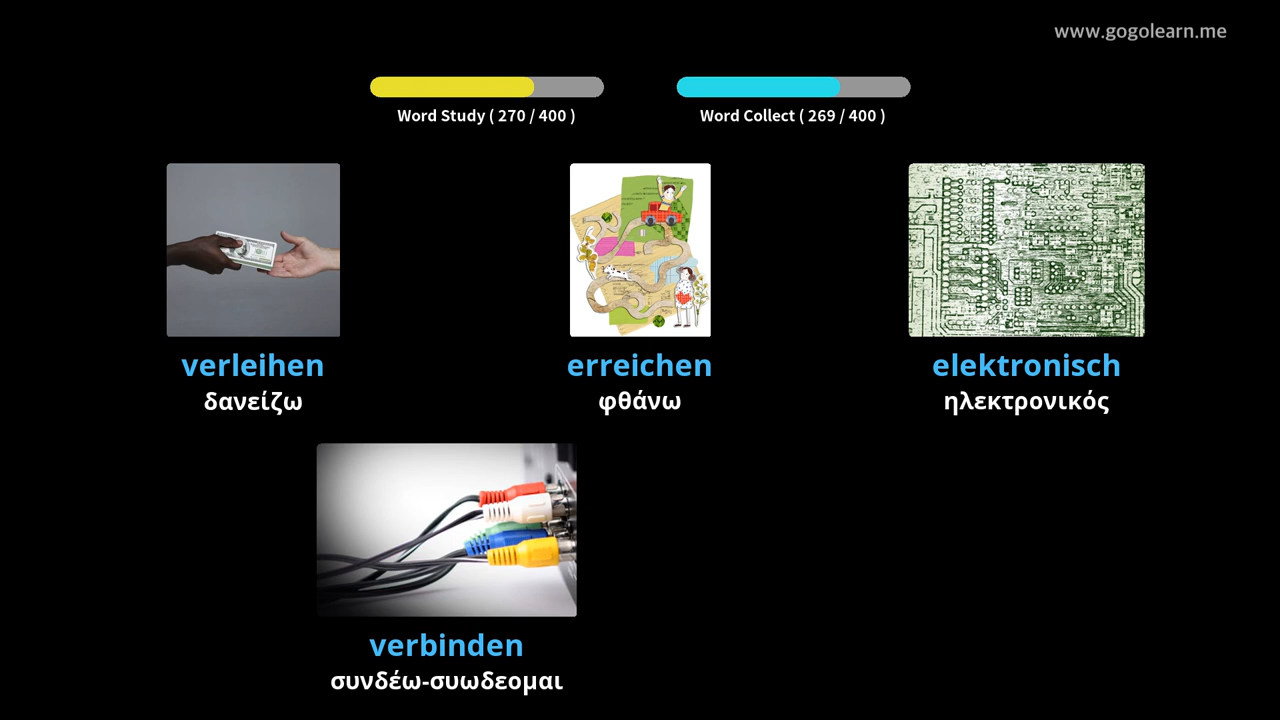 www.gogolearn.me
Word Study ( 270 / 400 )
Word Collect ( 269 / 400 )
verleihen
δανείζω
erreichen
φθάνω
elektronisch
ηλεκτρονικός
verbinden
συνδέω-συωδεομαι